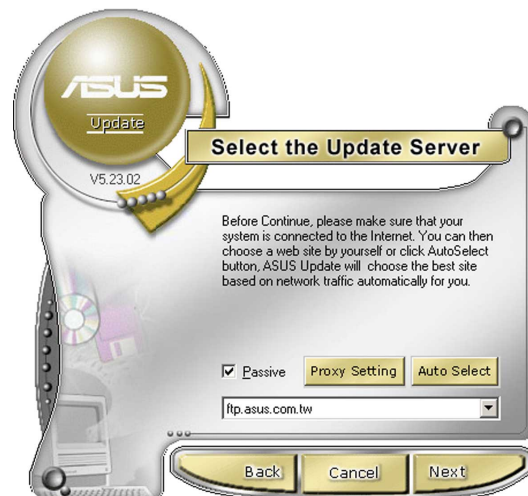 ASUS
Update
V5.23.02
Select the Update Server
Before Continue, please make sure that your
system is connected to the Internet. You can then
choose a web site by yourself or click AutoSelect
button, ASUS Update will choose the best site
based on network traffic automatically for you.
Passive
Proxy Setting
Auto Select
ftp.asus.com.tw
Back
Cancel
Next